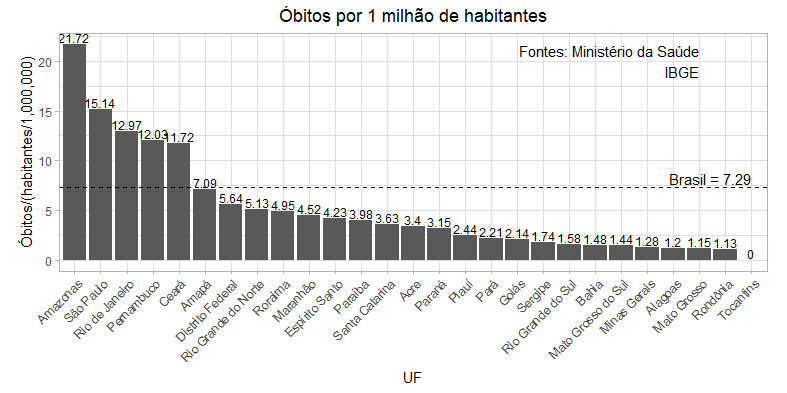 Óbitos por 1 milhão de habitantes
Fontes: Ministério da Saúde
IBGE
Brasil = 7.29
Óbitos/(habitantes/1,000,000)
20
15
10
5
0
21.72
15.14
12.97
12.03
11.72
7.09
5.64
5.13
4.95
4.52
4.23
3.98
3.63
3.4
3.15
2.44
2.21
2.14
1.74
1.58
1.48
1.44
1.28
1.2
1.15
1.13
0
Amazonas
São Paulo
Rio de Janeiro
Pernambuco
Ceará
Amapá
Distrito Federal
Rio Grande do Norte
Roraima
Maranhão
Espírito Santo
Paraíba
Santa Catarina
Acre
Paraná
Piauí
Pará
Goiás
Sergipe
Rio Grande do Sul
Bahia
Mato Grosso do Sul
Minas Gerais
Alagoas
Mato Grosso
Rondônia
Tocantins
UF